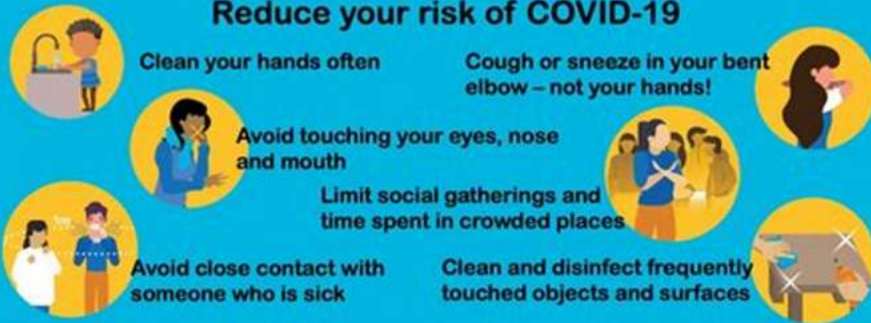 Reduce your risk of COVID-19
Clean your hands often
Cough or sneeze in your bent
elbow – not your hands!
Avoid touching your eyes, nose
and mouth
Limit social gatherings and
time spent in crowded places
1m
Avoid close contact with
someone who is sick
Clean and disinfect frequently
touched objects and surfaces